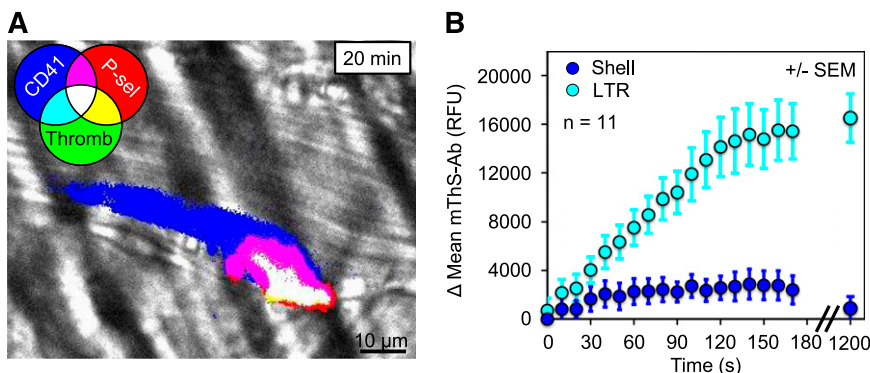 A
CD41
P-sel
Thromb
20 min
10 µm
B
Δ Mean mThS-Ab (RFU)
20000
16000
12000
8000
4000
0
Shell
LTR
n = 11
+/- SEM
0 30 60 90 120 150 180 1200
Time (s)